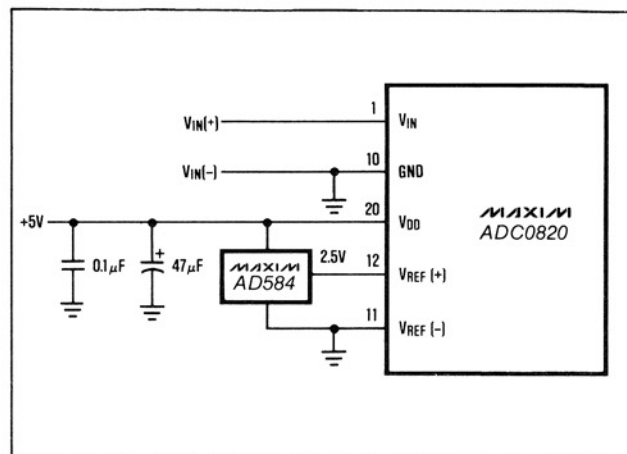 1
VIN(+)
VIN
10
VIN(−)
GND
20
+5V
VDD
MAXIM
ADC0820
0.1μF
+
47μF
MAXIM
AD584
2.5V
12
VREF (+)
11
VREF (−)